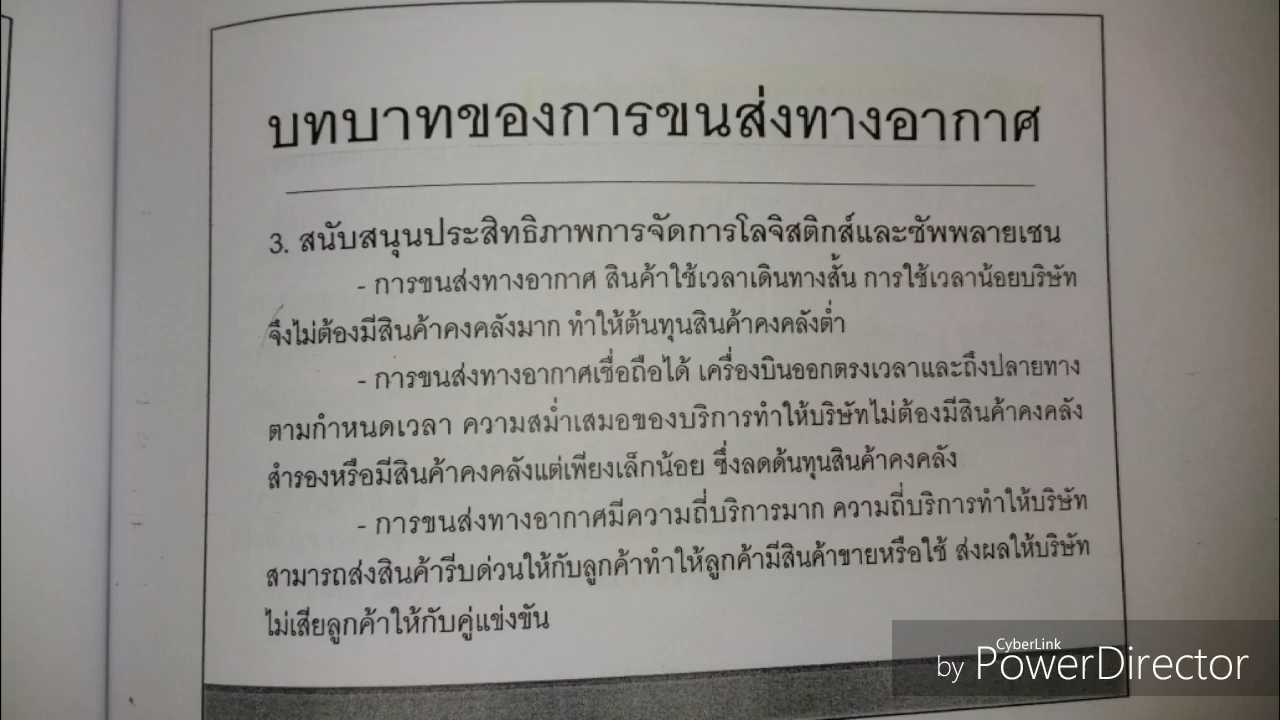 บทบาทของการขนส่งทางอากาศ
3. สนับสนุนประสิทธิภาพการจัดการโลจิสติกส์และซัพพลายเชน
- การขนส่งทางอากาศ สินค้าใช้เวลาเดินทางสั้น การใช้เวลาน้อยบริษัท
จึงไม่ต้องมีสินค้าคงคลังมาก ทำให้ต้นทุนสินค้าคงคลังต่ำ
- การขนส่งทางอากาศเชื่อถือได้ เครื่องบินออกตรงเวลาและถึงปลายทาง
ตามกำหนดเวลา ความสม่ำเสมอของบริการทำให้บริษัทไม่ต้องมีสินค้าคงคลัง
สำรองหรือมีสินค้าคงคลังแต่เพียงเล็กน้อย ซึ่งลดต้นทุนสินค้าคงคลัง
- การขนส่งทางอากาศมีความถี่บริการมาก ความถี่บริการทำให้บริษัท
สามารถส่งสินค้ารีบด่วนให้กับลูกค้าทำให้ลูกค้ามีสินค้าขายหรือใช้ ส่งผลให้บริษัท
ไม่เสียลูกค้าให้กับคู่แข่งขัน
CyberLink
by PowerDirector